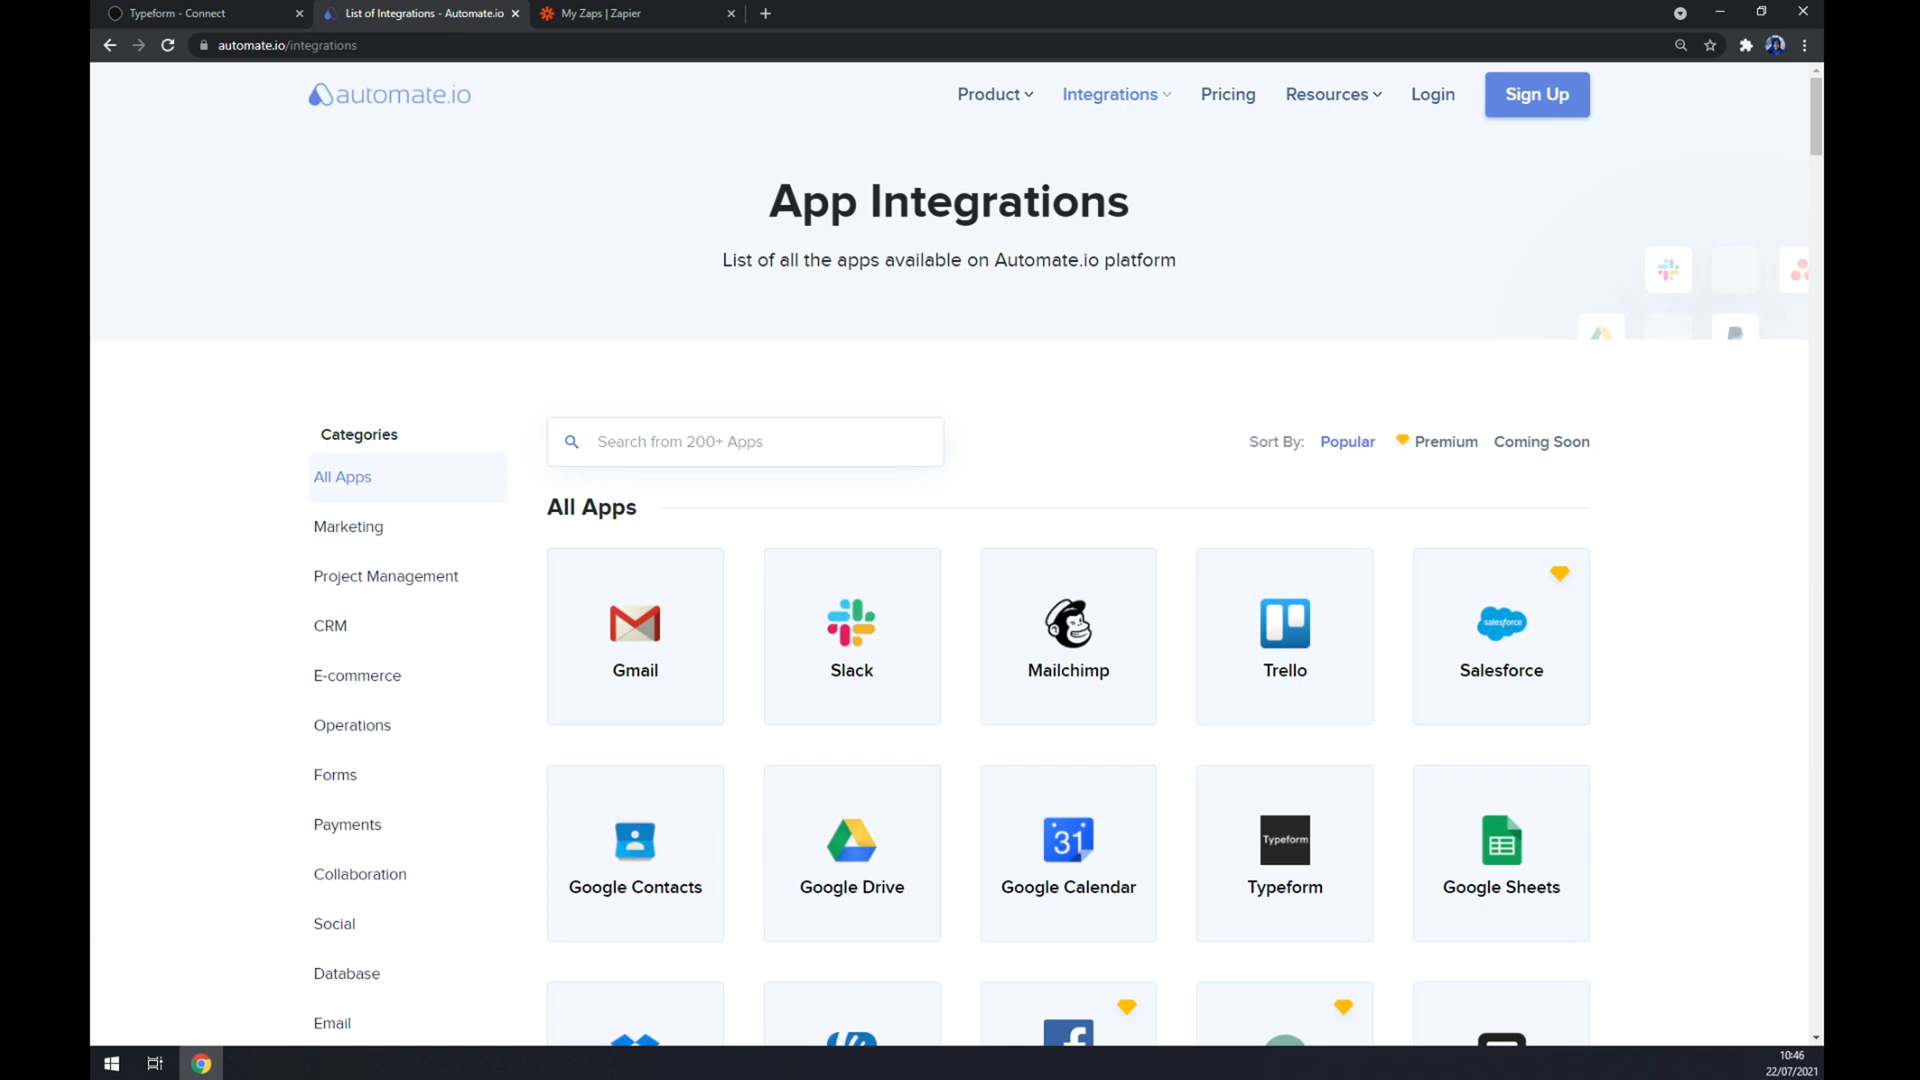 Typeform - Connect
List of Integrations - Automate.io
My Zaps | Zapier
automate.io/integrations
automate.io
Product
Integrations
Pricing
Resources
Login
Sign Up
App Integrations
List of all the apps available on Automate.io platform
Categories
All Apps
Marketing
Project Management
CRM
E-commerce
Operations
Forms
Payments
Collaboration
Social
Database
Email
Search from 200+ Apps
Sort By: Popular Premium Coming Soon
All Apps
Gmail
Slack
Mailchimp
Trello
salesforce
Salesforce
Google Contacts
Google Drive
31
Google Calendar
Typeform
Typeform
Google Sheets
10:46
22/07/2021